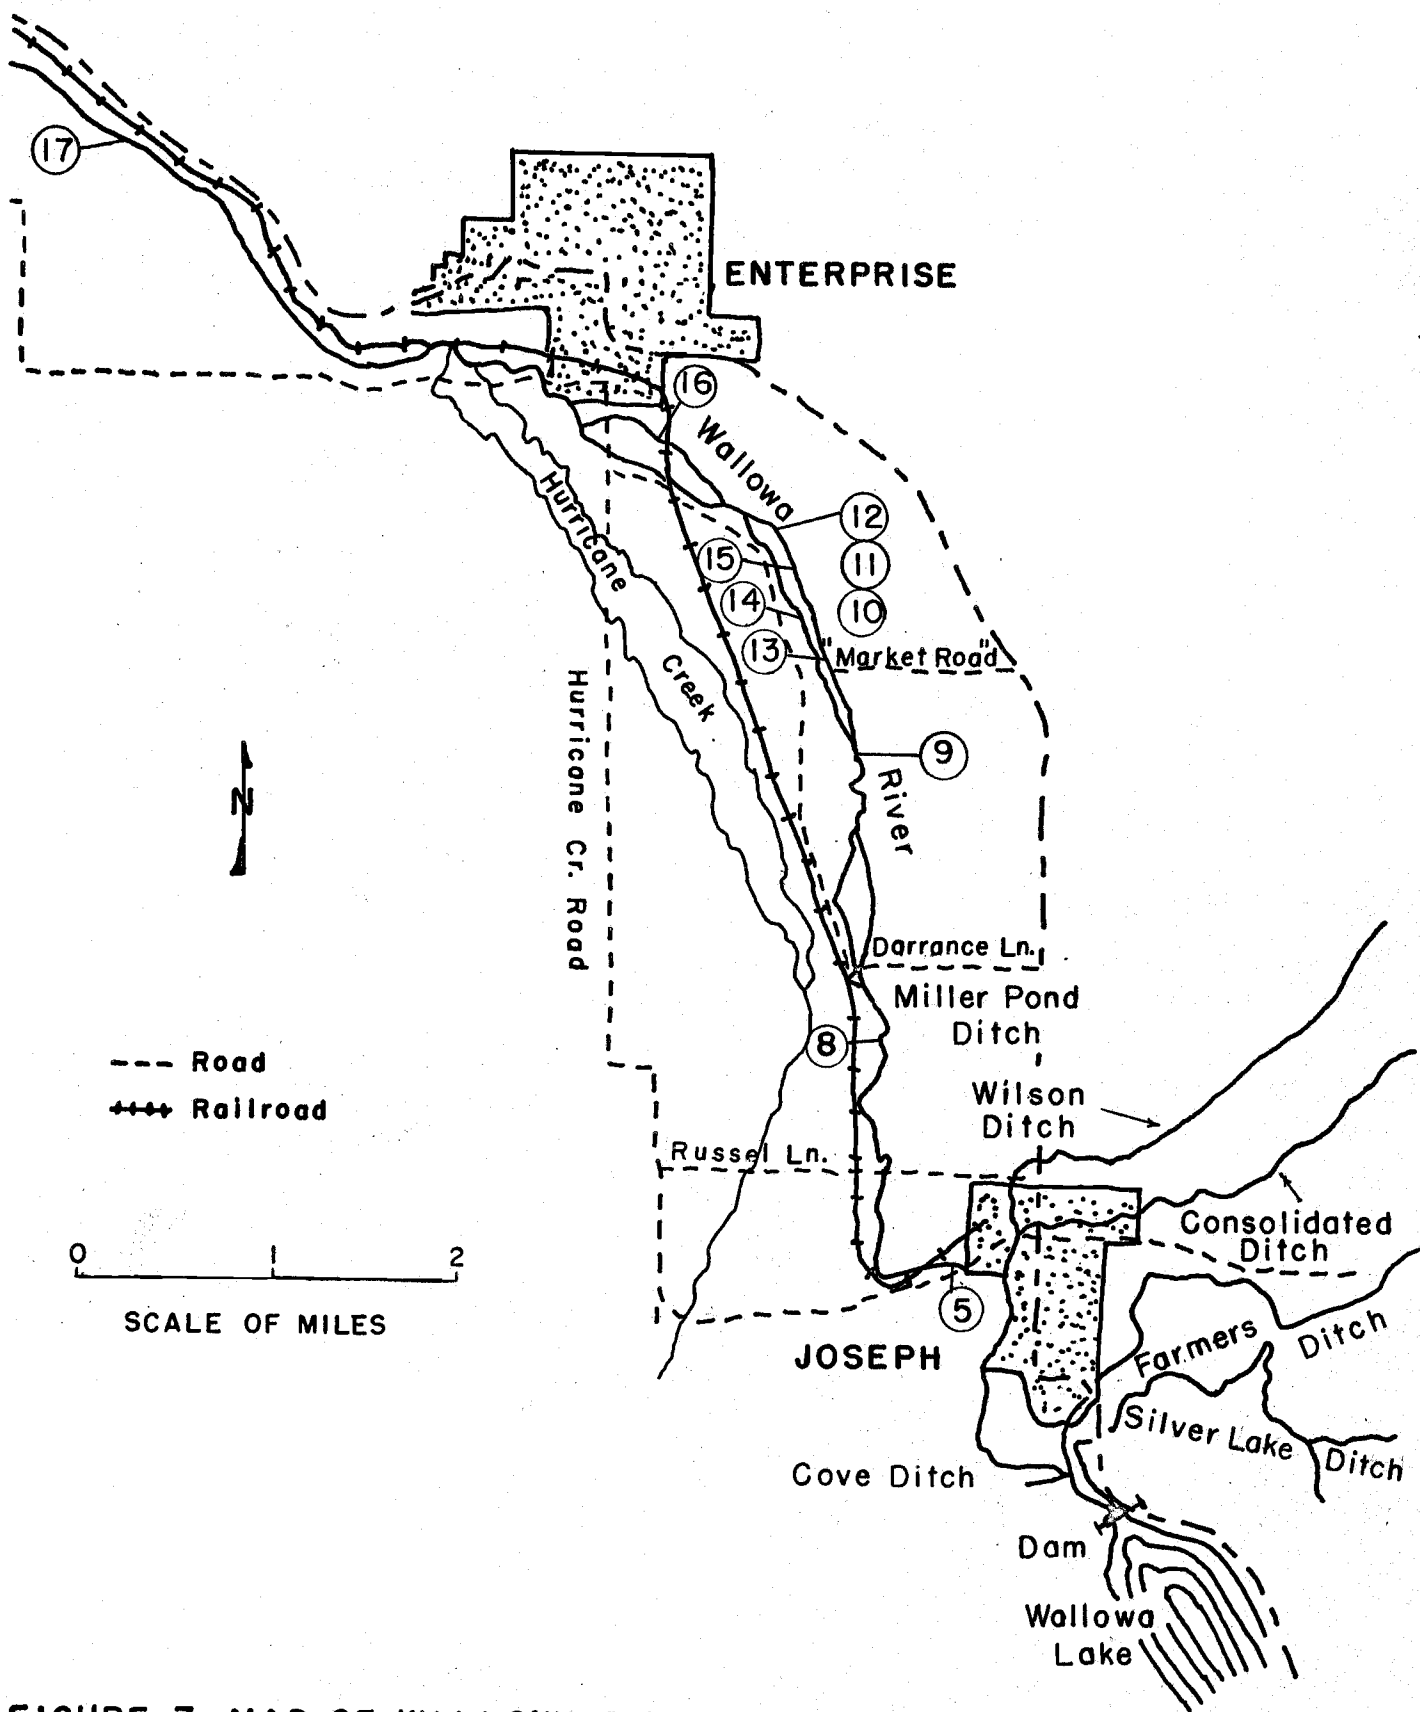 17
ENTERPRISE
16
Wallowa
12
15
11
14
10
13
"Market Road"
Hurricane
Creek
Hurricane Cr. Road
9
River
N
Darrance Ln.
Miller Pond
Ditch
8
Road
Railroad
Wilson
Ditch
Russel Ln.
Consolidated
Ditch
0 1 2
SCALE OF MILES
5
JOSEPH
Farmers Ditch
Silver Lake Ditch
Cove Ditch
Dam
Wallowa
Lake